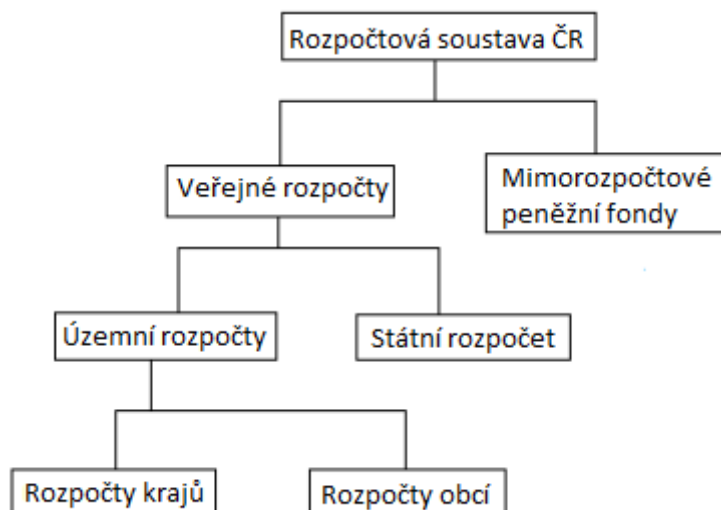 Rozpočtová soustava ČR
Veřejné rozpočty
Mimorozpočtové
peněžní fondy
Územní rozpočty
Státní rozpočet
Rozpočty krajů
Rozpočty obcí